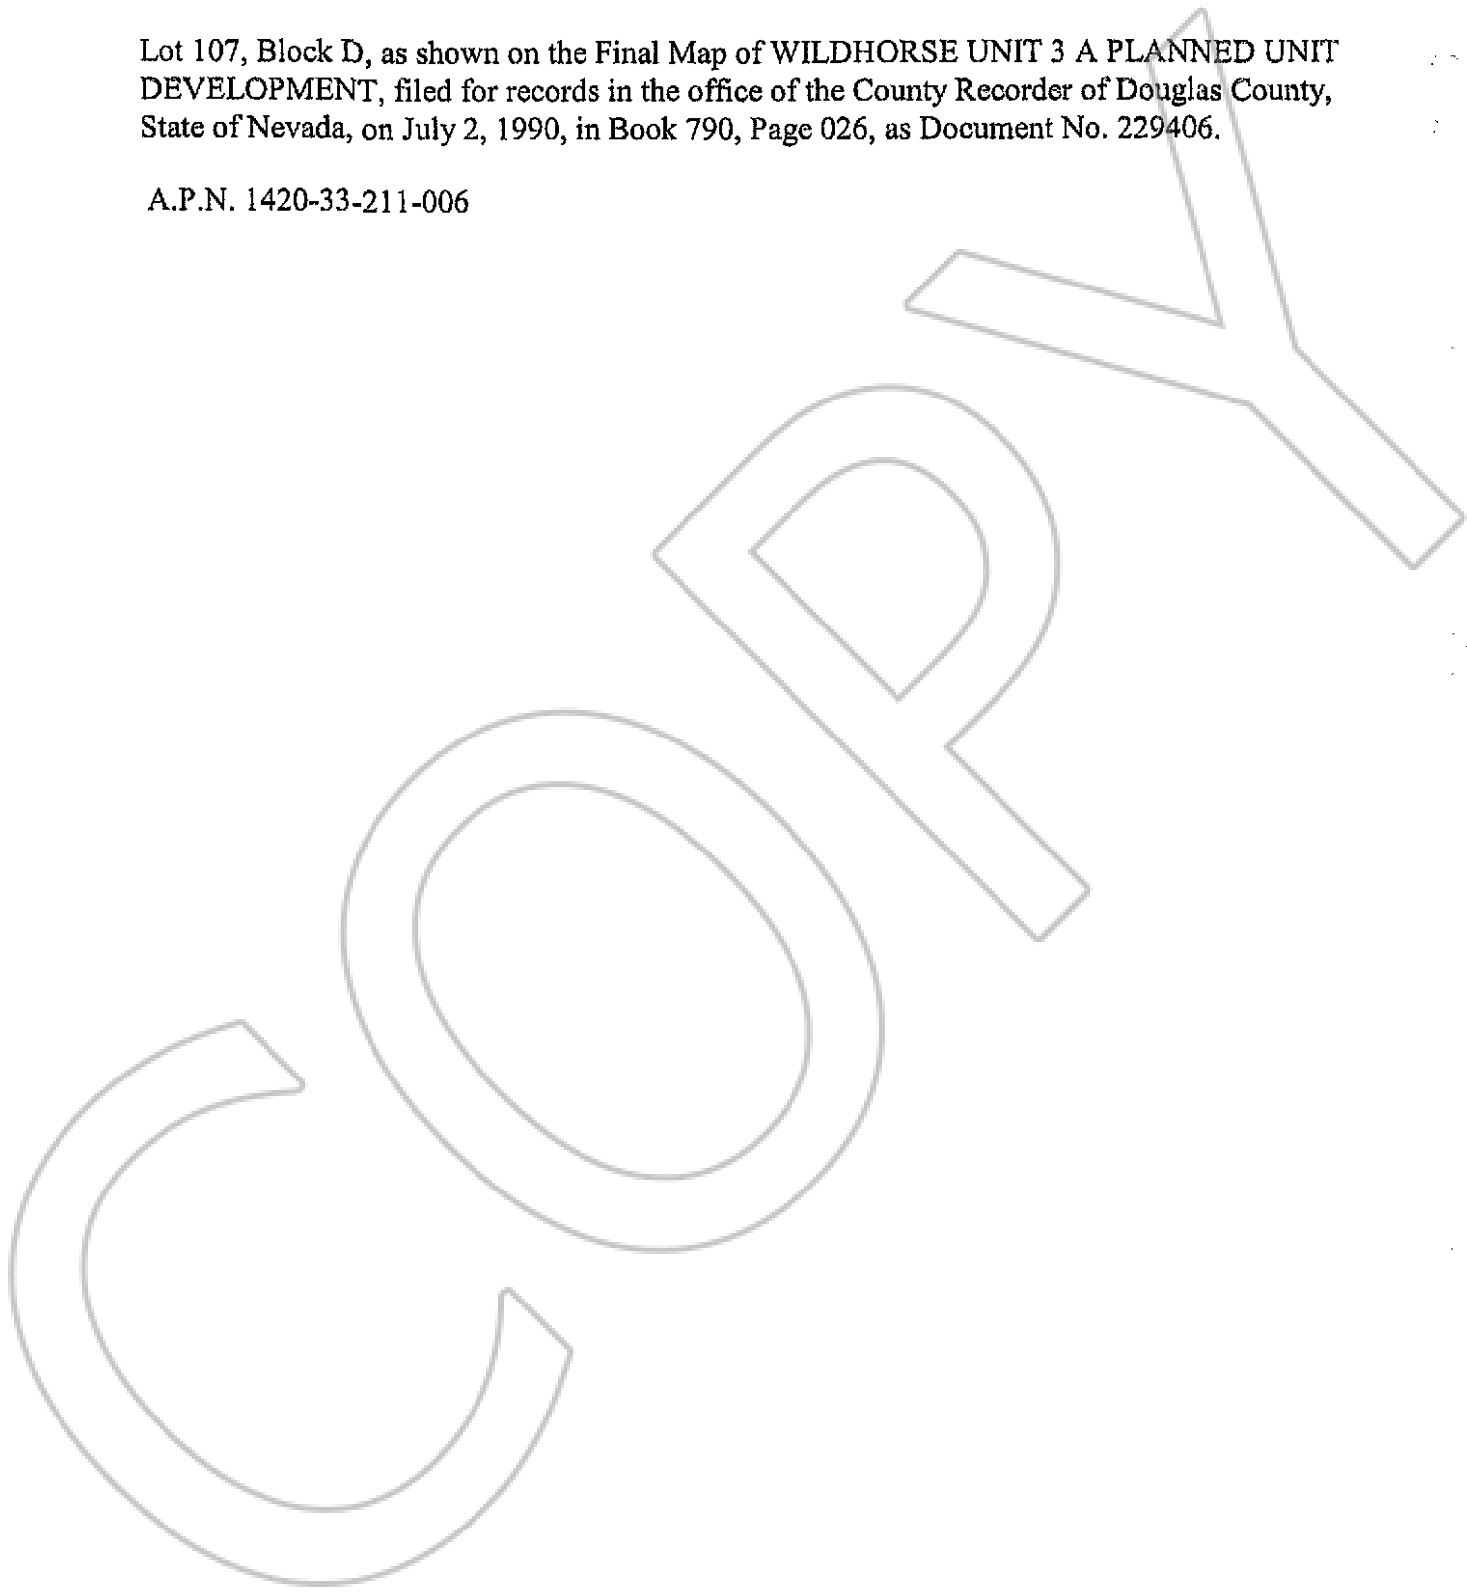 Lot 107, Block D, as shown on the Final Map of WILDHORSE UNIT 3 A PLANNED UNIT
DEVELOPMENT, filed for records in the office of the County Recorder of Douglas County,
State of Nevada, on July 2, 1990, in Book 790, Page 026, as Document No. 229406.
A.P.N. 1420-33-211-006
COPY